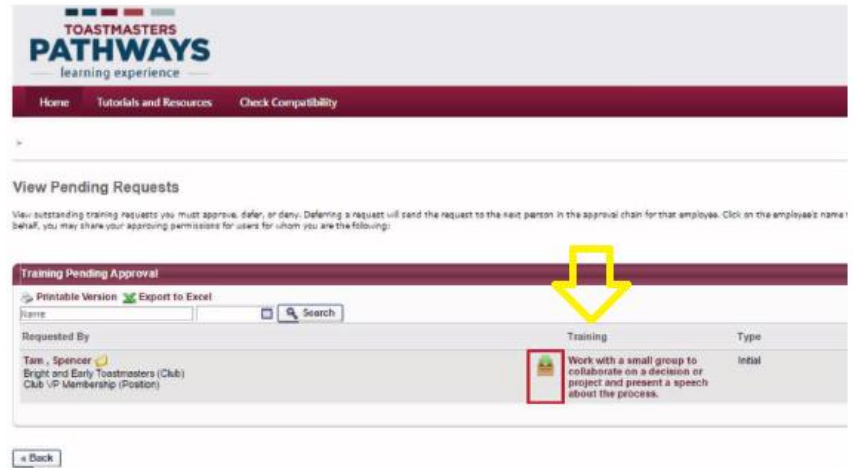 TOASTMASTERS
PATHWAYS
learning experience
Home Tutorials and Resources Check Compatibility
View Pending Requests
View outstanding training requests you must approve, defer, or deny. Deferring a request will send the request to the next person in the approval chain for that employee. Click on the employee's name
behalf, you may share your approving permissions for users for whom you are the following:
Training Pending Approval
Printable Version Export to Excel
Name Search
Requested By Training Type
Tam , Spencer Work with a small group to Initial
Bright and Early Toastmasters (Club) collaborate on a decision or
Club VP Membership (Position) project and present a speech
about the process.
« Back